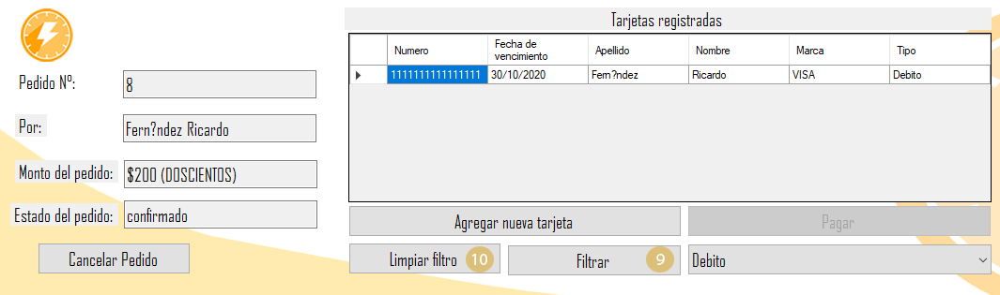 Tarjetas registradas
Numero Fecha de vencimiento Apellido Nombre Marca Tipo
1111111111111111 30/10/2020 Fern?ndez Ricardo VISA Debito
Pedido Nº: 8
Por: Fern?ndez Ricardo
Monto del pedido: $200 (DOSCIENTOS)
Estado del pedido: confirmado
Agregar nueva tarjeta Pagar
Cancelar Pedido Limpiar filtro 10 Filtrar 9 Debito